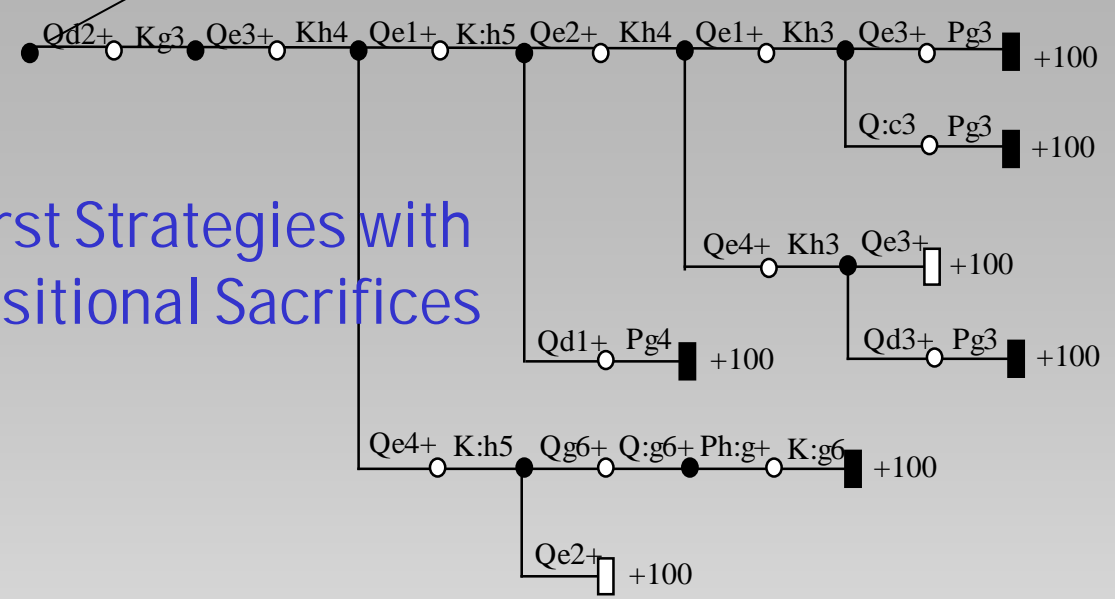 Qd2+ Kg3 Qe3+ Kh4 Qe1+ K:h5 Qe2+ Kh4 Qe1+ Kh3 Qe3+ Pg3 +100
Q:c3 Pg3 +100
rst Strategies with
sitional Sacrifices
Qe4+ Kh3 Qe3+ +100
Qd1+ Pg4 +100
Qd3+ Pg3 +100
Qe4+ K:h5 Qg6+ Q:g6+ Ph:g+ K:g6 +100
Qe2+ +100